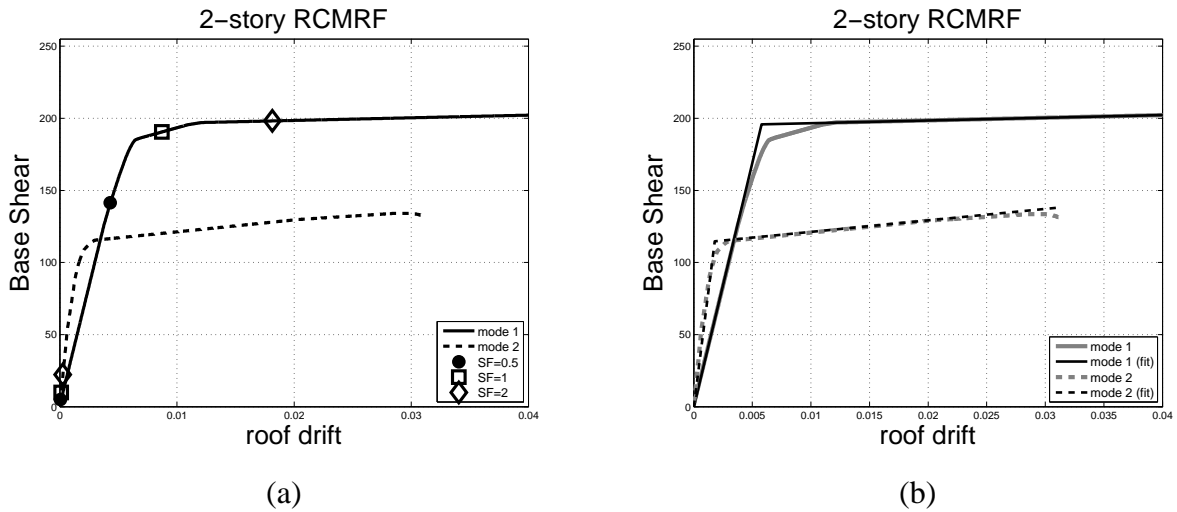 2−story RCMRF
Base Shear
250
200
150
100
50
0
0
0.01
0.02
0.03
0.04
roof drift
mode 1
mode 2
SF=0.5
SF=1
SF=2
(a)
2−story RCMRF
Base Shear
250
200
150
100
50
0
0
0.005
0.01
0.015
0.02
0.025
0.03
0.035
0.04
roof drift
mode 1
mode 1 (fit)
mode 2
mode 2 (fit)
(b)